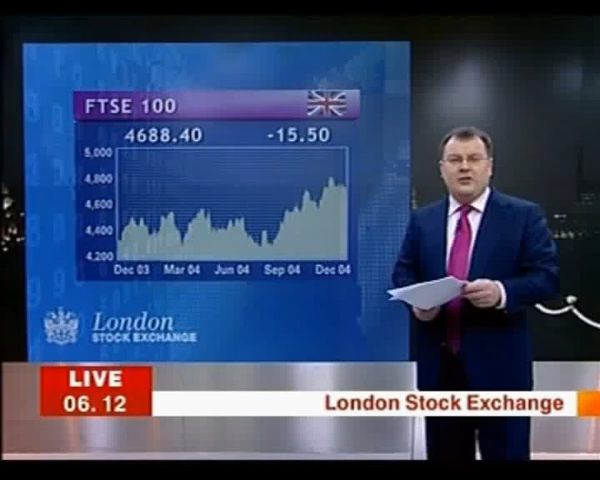 FTSE 100
4688.40 -15.50
5,000
4,800
4,600
4,400
4,200
Dec 03 Mar 04 Jun 04 Sep 04 Dec 04
London
STOCK EXCHANGE
LIVE
06.12
London Stock Exchange